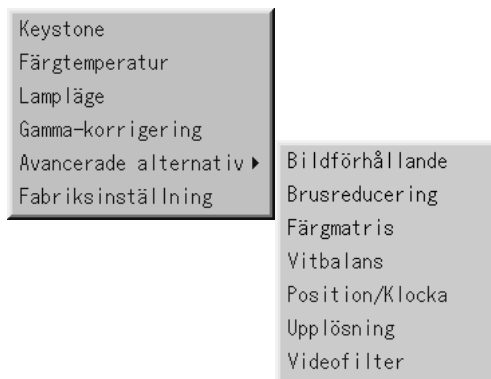 Keystone
Färgtemperatur
Lampläge
Gamma-korrigering
Avancerade alternativ
Fabriksinställning
Bildförhållande
Brusreducering
Färgmatris
Vitbalans
Position/Klocka
Upplösning
Videofilter